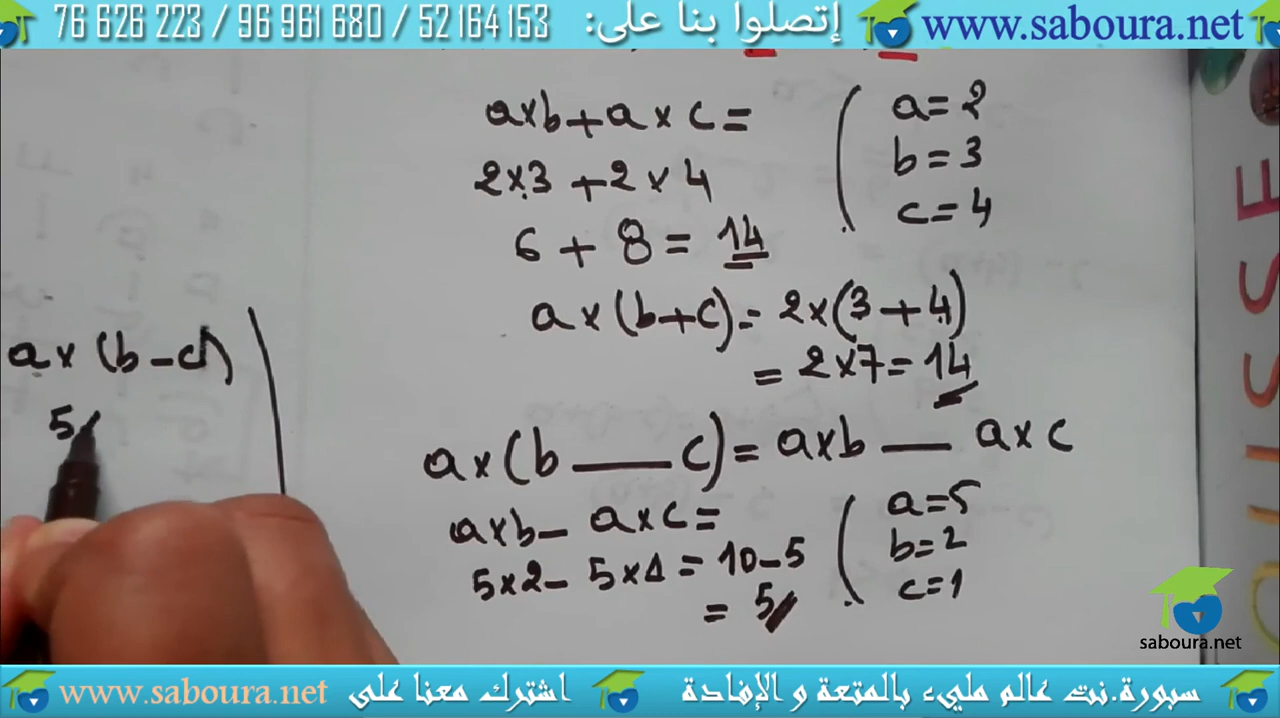 76 626 223 / 96 961 680 / 52 164 153 إتصلوا بنا على: www.saboura.net
a×b+a×c=
2×3 +2×4
6 + 8 = 14
a=2
b=3
c=4
a×(b+c)= 2×(3+4)
= 2×7=14
a×(b — c)= a×b — a×c
a×b- a×c=
5×2- 5×1= 10-5
= 5
a=5
b=2
c=1
a×(b-c)
5
saboura.net
سبورة.نت عالم مليء بالمتعة و الإفادة اشترك معنا على www.saboura.net